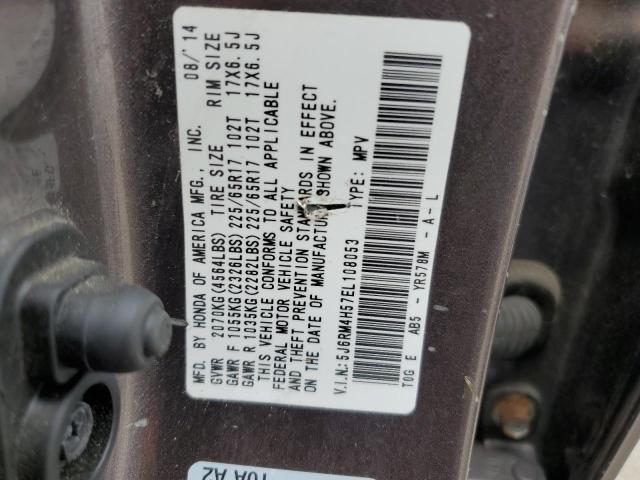 MFD. BY HONDA OF AMERICA MFG., INC. 08/'14
GVWR 2070KG(4564LBS) TIRE SIZE RIM SIZE
GAWR F 1055KG(2326LBS) 225/65R17 102T 17X6.5J
GAWR R 1035KG(2282LBS) 225/65R17 102T 17X6.5J
THIS VEHICLE CONFORMS TO ALL APPLICABLE
FEDERAL MOTOR VEHICLE SAFETY
AND THEFT PREVENTION STANDARDS IN EFFECT
ON THE DATE OF MANUFACTURE SHOWN ABOVE.
V.I.N.:5J6RM4H57EL108053 TYPE: MPV
T0G E AB5 - YR578M - A - L